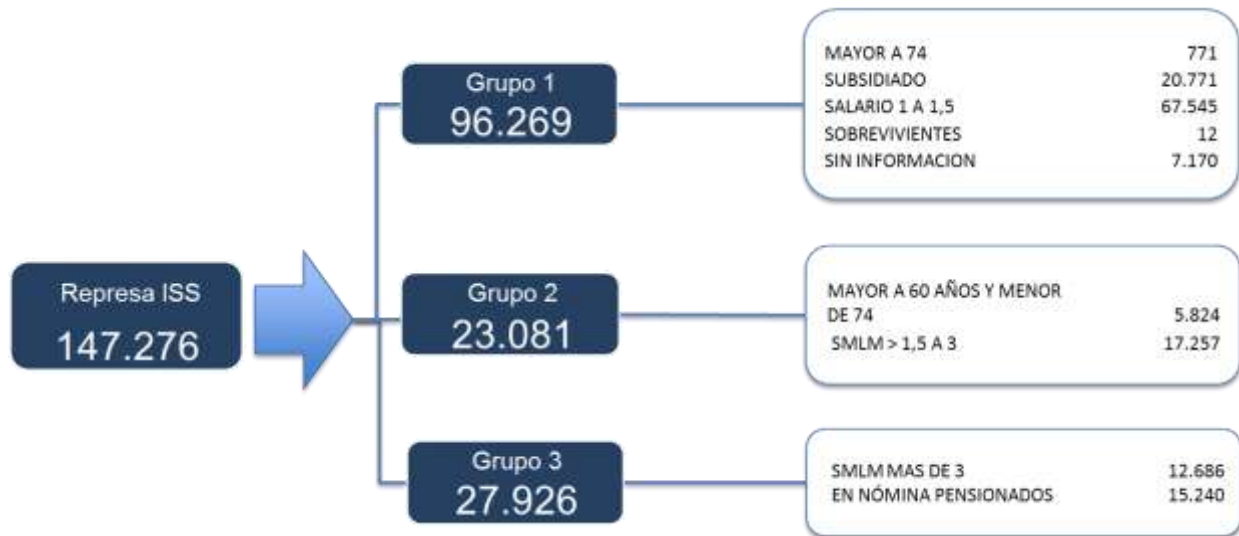 Represa ISS
147.276
Grupo 1
96.269
MAYOR A 74 771
SUBSIDIADO 20.771
SALARIO 1 A 1,5 67.545
SOBREVIVIENTES 12
SIN INFORMACION 7.170
Grupo 2
23.081
MAYOR A 60 AÑOS Y MENOR
DE 74 5.824
SMLM > 1,5 A 3 17.257
Grupo 3
27.926
SMLM MAS DE 3 12.686
EN NÓMINA PENSIONADOS 15.240